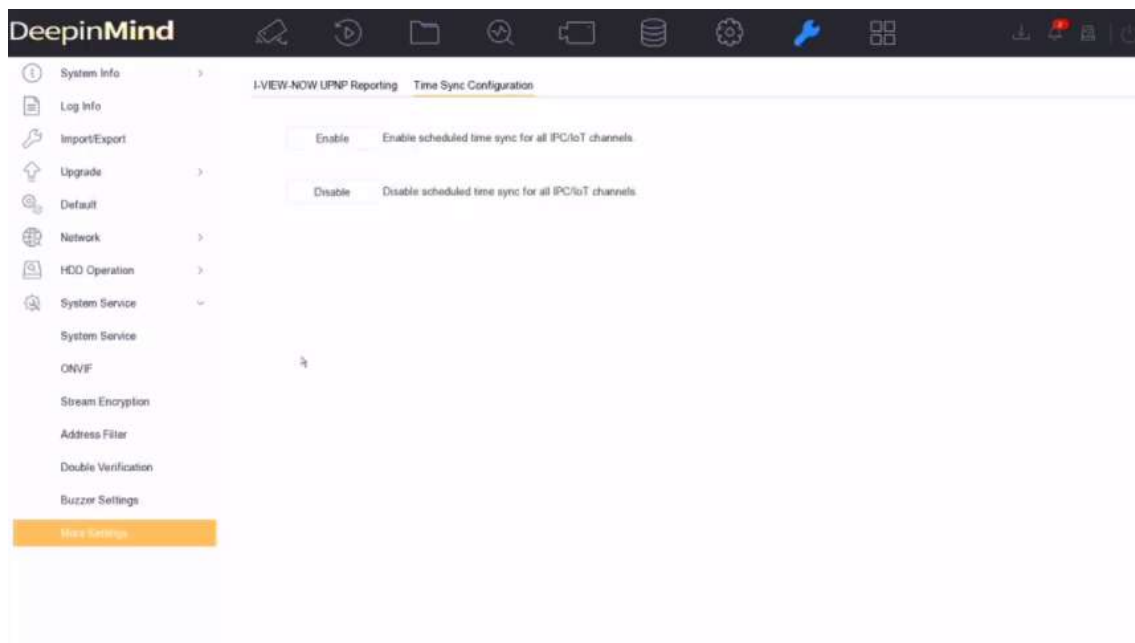 DeepinMind
System Info
Log Info
Import/Export
Upgrade
Default
Network
HDD Operation
System Service
System Service
ONVIF
Stream Encryption
Address Filter
Double Verification
Buzzer Settings
More Settings
I-VIEW-NOW UPNP Reporting Time Sync Configuration
Enable Enable scheduled time sync for all IPC/IoT channels.
Disable Disable scheduled time sync for all IPC/IoT channels.